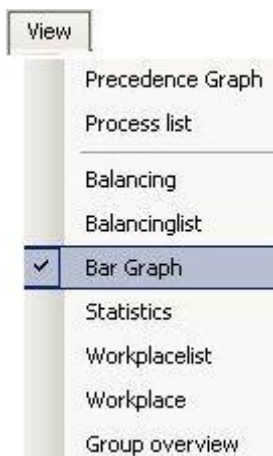 View
Precedence Graph
Process list
Balancing
Balancinglist
Bar Graph
Statistics
Workplacelist
Workplace
Group overview